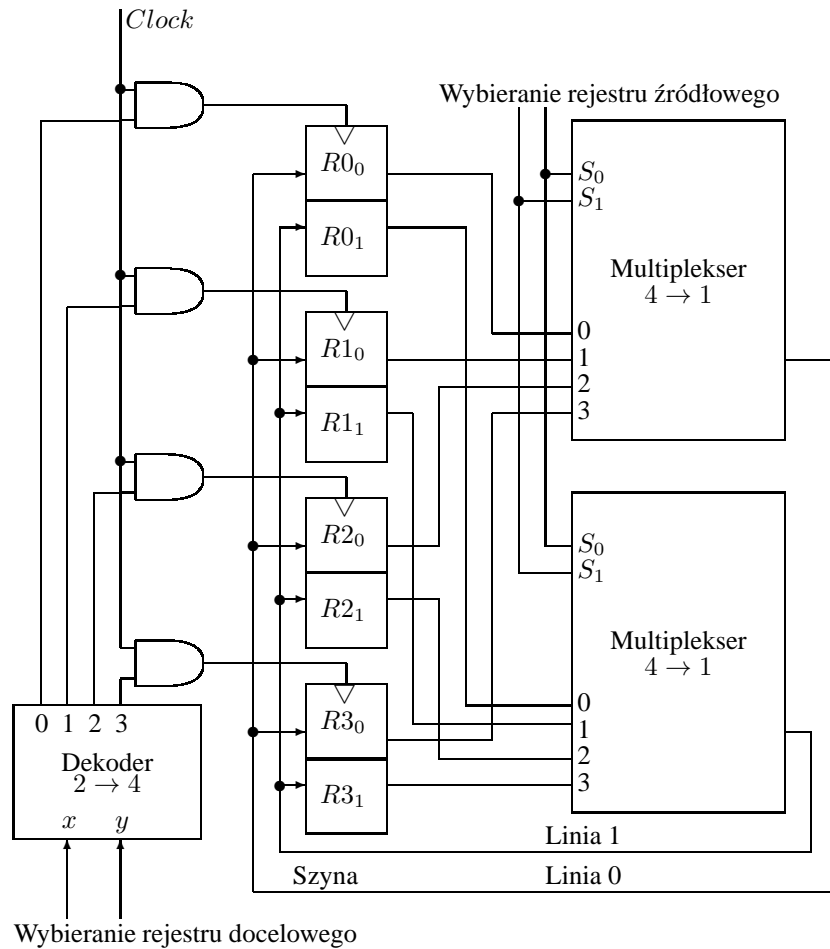 Clock
Wybieranie rejestru źródłowego
R0₀
R0₁
S₀
S₁
Multiplekser
4 → 1
0
1
2
3
R1₀
R1₁
R2₀
R2₁
S₀
S₁
Multiplekser
4 → 1
0
1
2
3
R3₀
R3₁
0 1 2 3
Dekoder
2 → 4
x y
Linia 1
Szyna Linia 0
Wybieranie rejestru docelowego